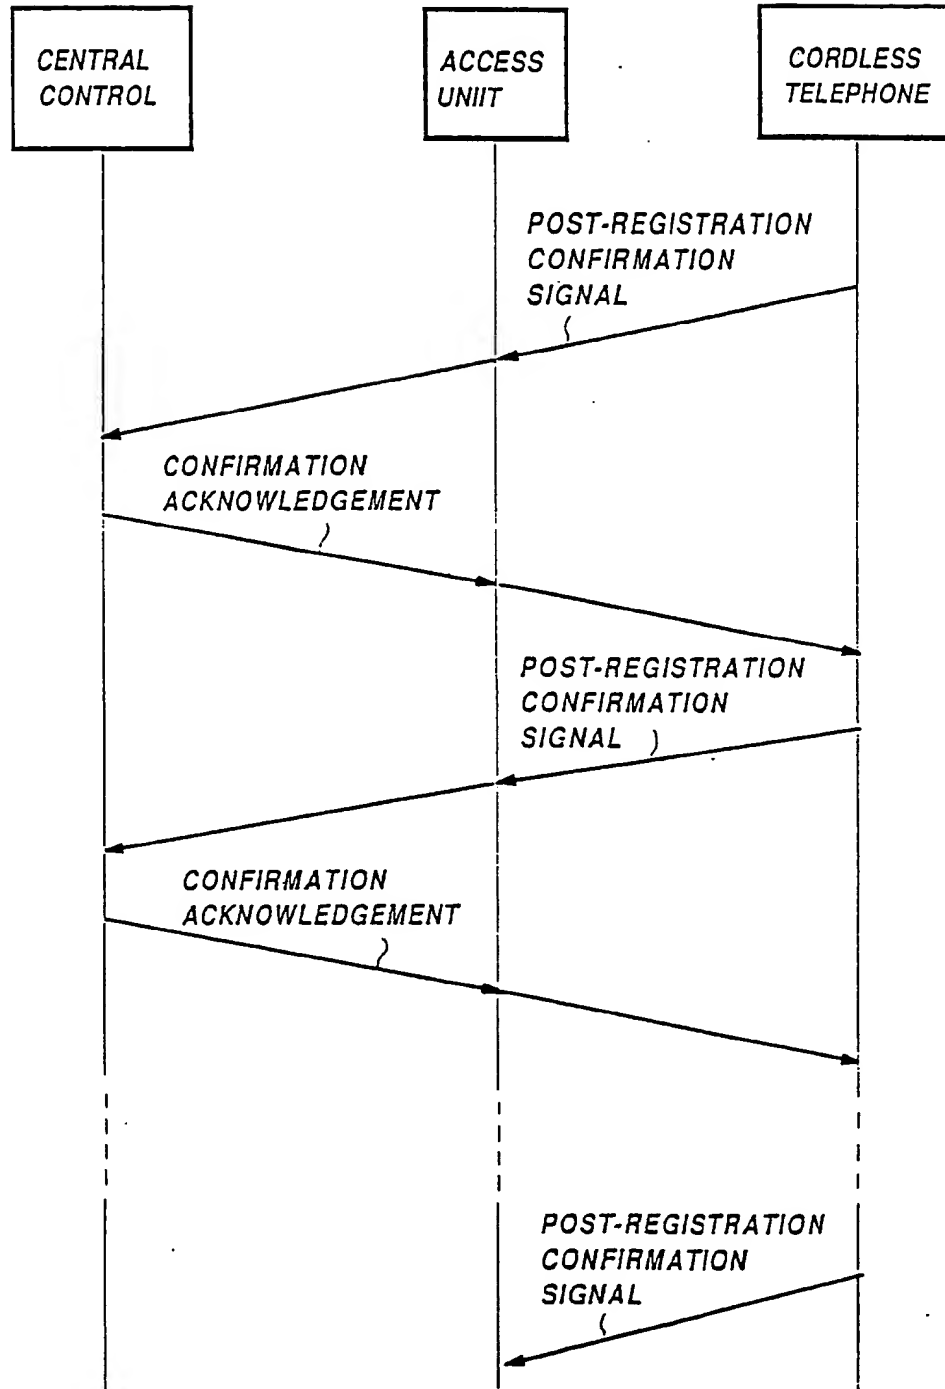 CENTRAL
CONTROL
ACCESS
UNIIT
CORDLESS
TELEPHONE
POST-REGISTRATION
CONFIRMATION
SIGNAL
CONFIRMATION
ACKNOWLEDGEMENT
POST-REGISTRATION
CONFIRMATION
SIGNAL
CONFIRMATION
ACKNOWLEDGEMENT
POST-REGISTRATION
CONFIRMATION
SIGNAL